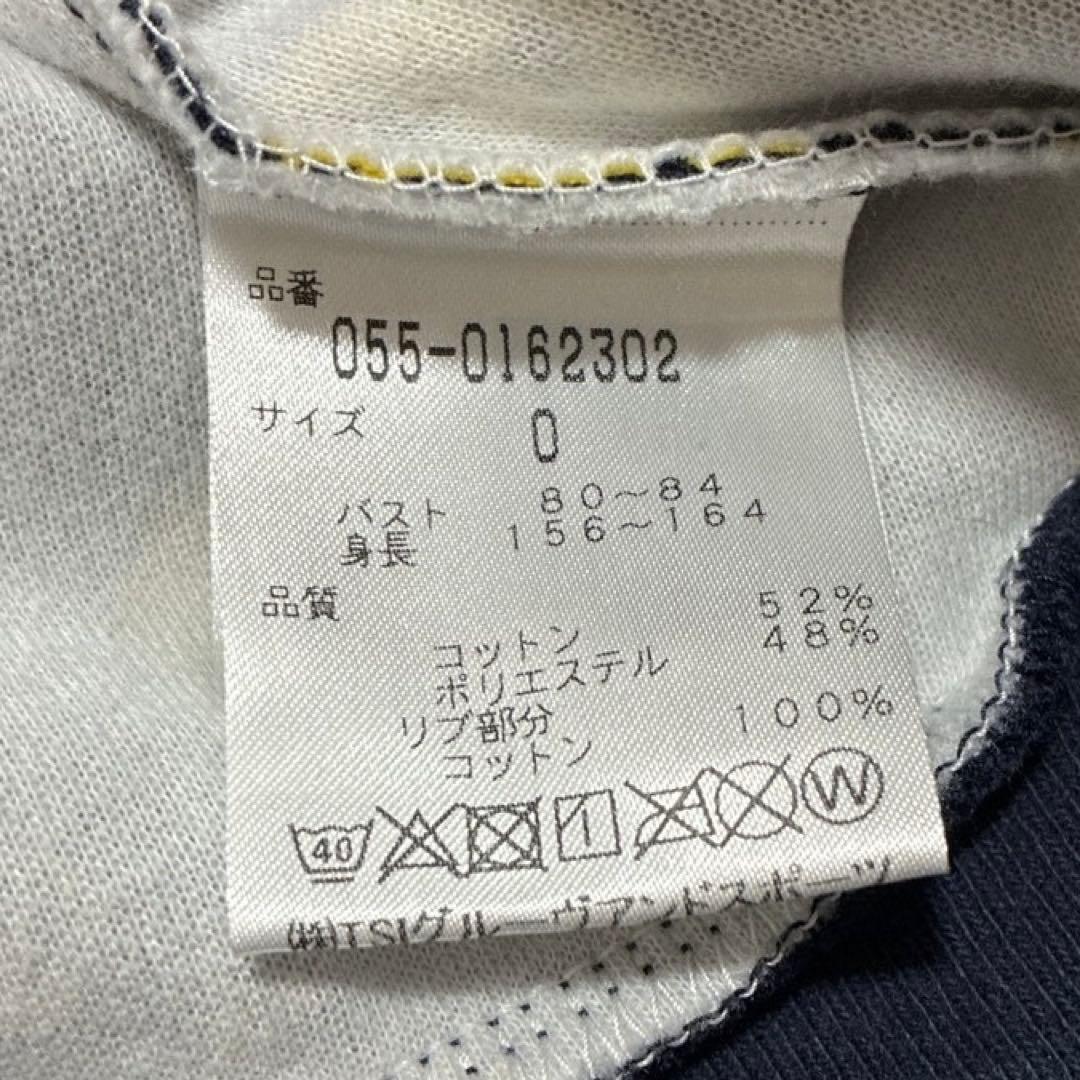 品番
055-0162302
サイズ 0
バスト 80～84
身長 156～164
品質
コットン 52%
ポリエステル 48%
リブ部分
コットン 100%
40 W
(株)TSIグルーヴアンドスポーツ